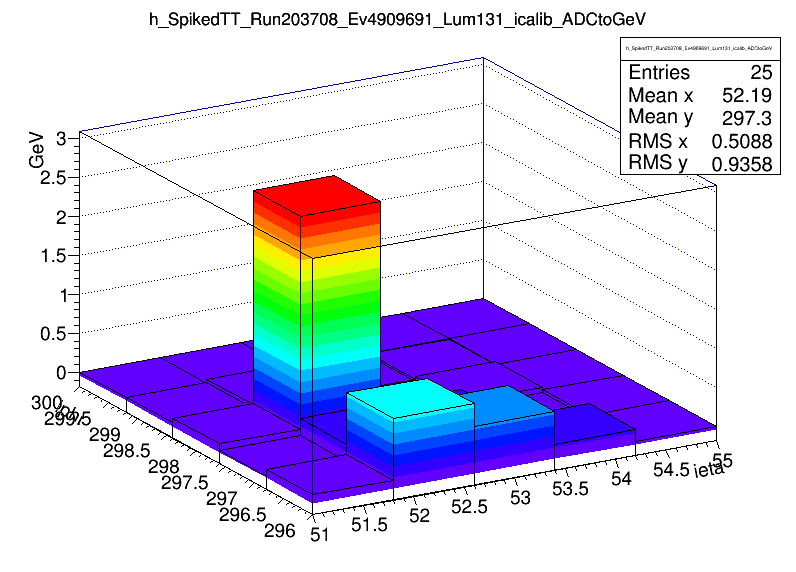 h_SpikedTT_Run203708_Ev4909691_Lum131_icalib_ADCtoGeV
h_SpikedTT_Run203708_Ev4909691_Lum131_icalib_ADCtoGeV
Entries 25
Mean x 52.19
Mean y 297.3
RMS x 0.5088
RMS y 0.9358
GeV
3
2.5
2
1.5
1
0.5
0
300
299.5
299
298.5
298
297.5
297
296.5
296
51
51.5
52
52.5
53
53.5
54
54.5
55
ieta